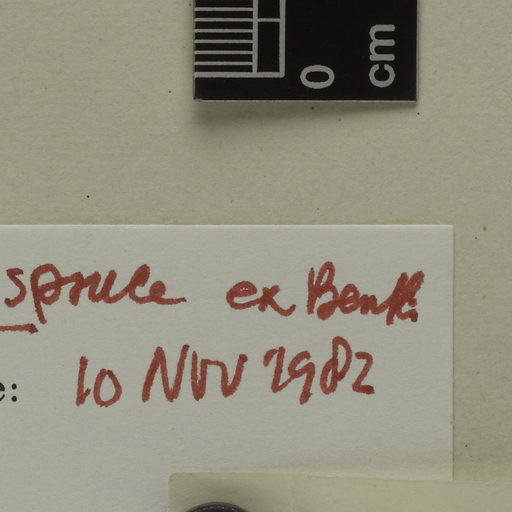 0 cm
Spruce ex Benth.
e: 10 NOV 1982